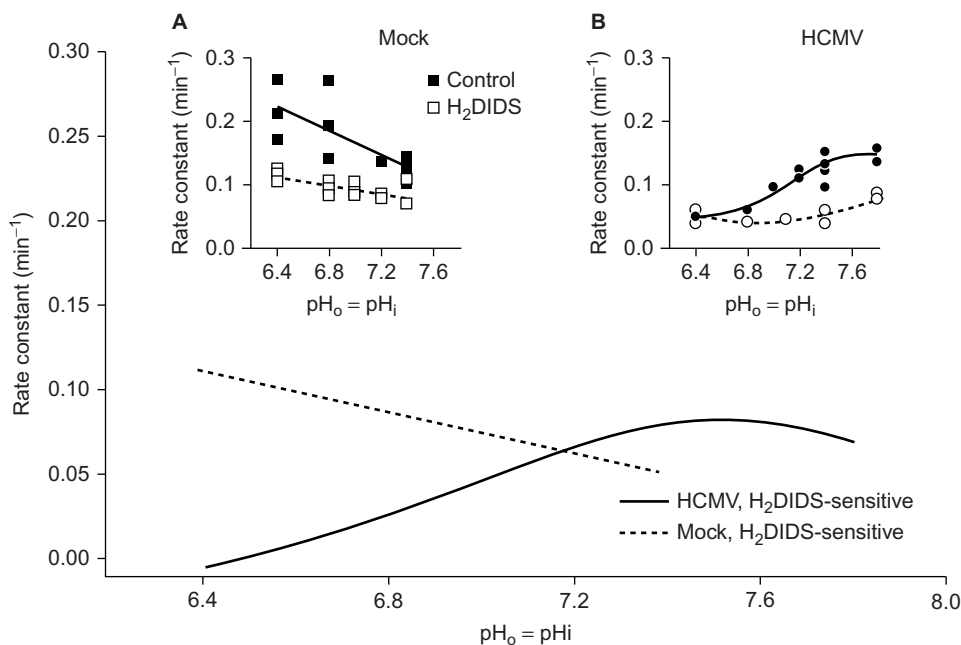 A
Mock
Rate constant (min⁻¹)
0.3
0.2
0.1
0.0
6.4 6.8 7.2 7.6
pHₒ = pHᵢ
Control
H₂DIDS
B
HCMV
Rate constant (min⁻¹)
0.3
0.2
0.1
0.0
6.4 6.8 7.2 7.6
pHₒ = pHᵢ
Rate constant (min⁻¹)
0.30
0.25
0.20
0.15
0.10
0.05
0.00
HCMV, H₂DIDS-sensitive
Mock, H₂DIDS-sensitive
6.4 6.8 7.2 7.6 8.0
pHₒ = pHi